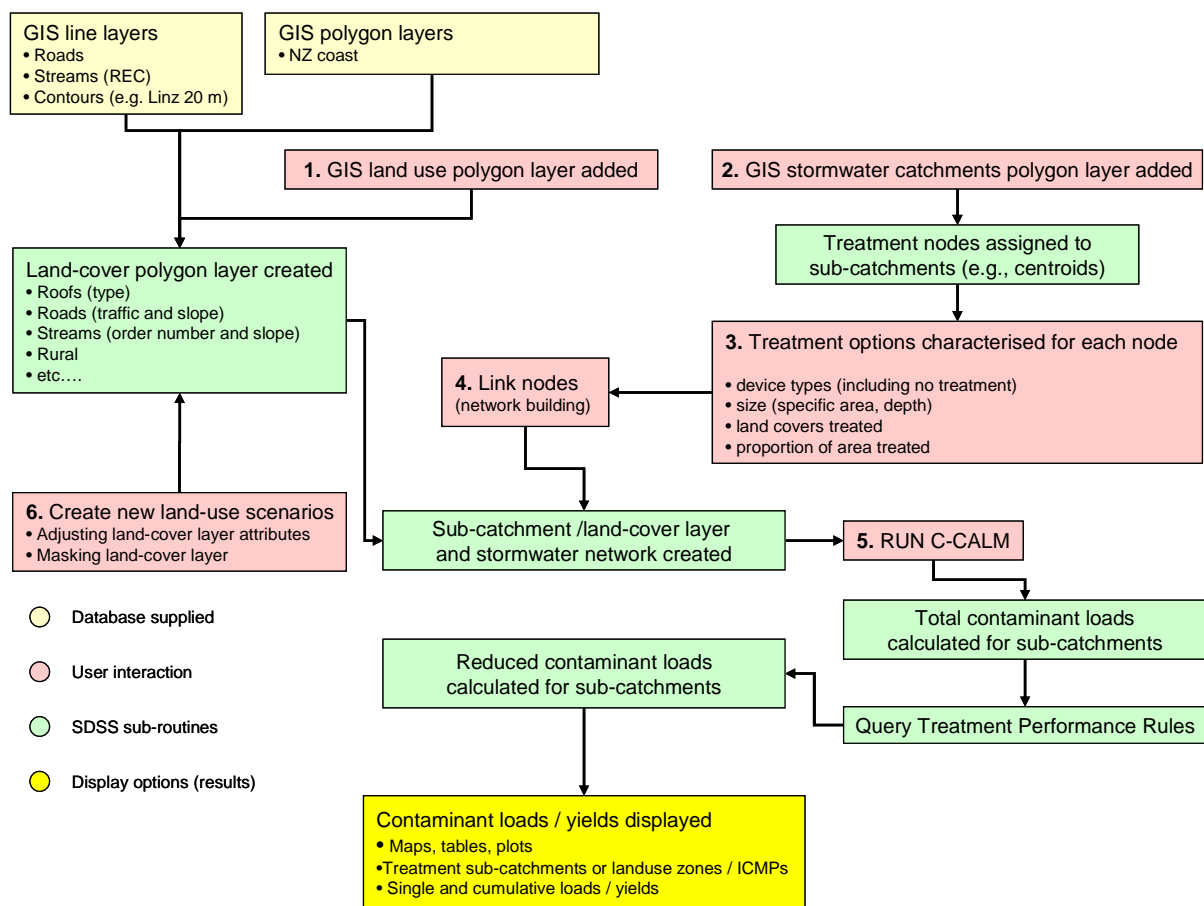 GIS line layers
• Roads
• Streams (REC)
• Contours (e.g. Linz 20 m)
GIS polygon layers
• NZ coast
1. GIS land use polygon layer added
2. GIS stormwater catchments polygon layer added
Treatment nodes assigned to
sub-catchments (e.g., centroids)
Land-cover polygon layer created
• Roofs (type)
• Roads (traffic and slope)
• Streams (order number and slope)
• Rural
• etc….
3. Treatment options characterised for each node
• device types (including no treatment)
• size (specific area, depth)
• land covers treated
• proportion of area treated
4. Link nodes
(network building)
6. Create new land-use scenarios
• Adjusting land-cover layer attributes
• Masking land-cover layer
Sub-catchment /land-cover layer
and stormwater network created
5. RUN C-CALM
Total contaminant loads
calculated for sub-catchments
Reduced contaminant loads
calculated for sub-catchments
Query Treatment Performance Rules
Database supplied
User interaction
SDSS sub-routines
Display options (results)
Contaminant loads / yields displayed
• Maps, tables, plots
•Treatment sub-catchments or landuse zones / ICMPs
• Single and cumulative loads / yields